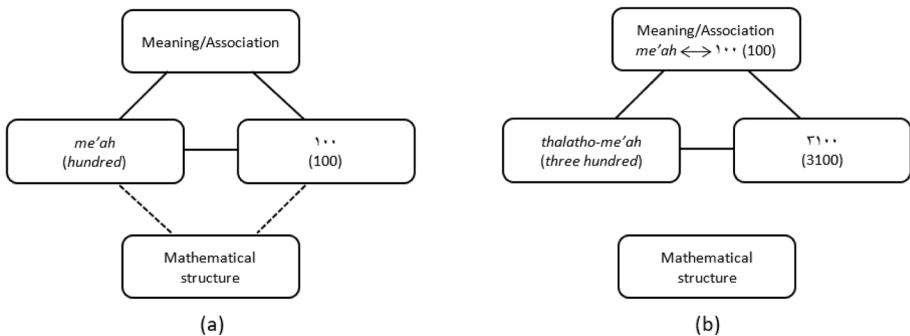 Meaning/Association
me’ah
(hundred)
١٠٠
(100)
Mathematical
structure
(a)
Meaning/Association
me’ah ⟷ ١٠٠ (100)
thalatho-me’ah
(three hundred)
٣١٠٠
(3100)
Mathematical
structure
(b)